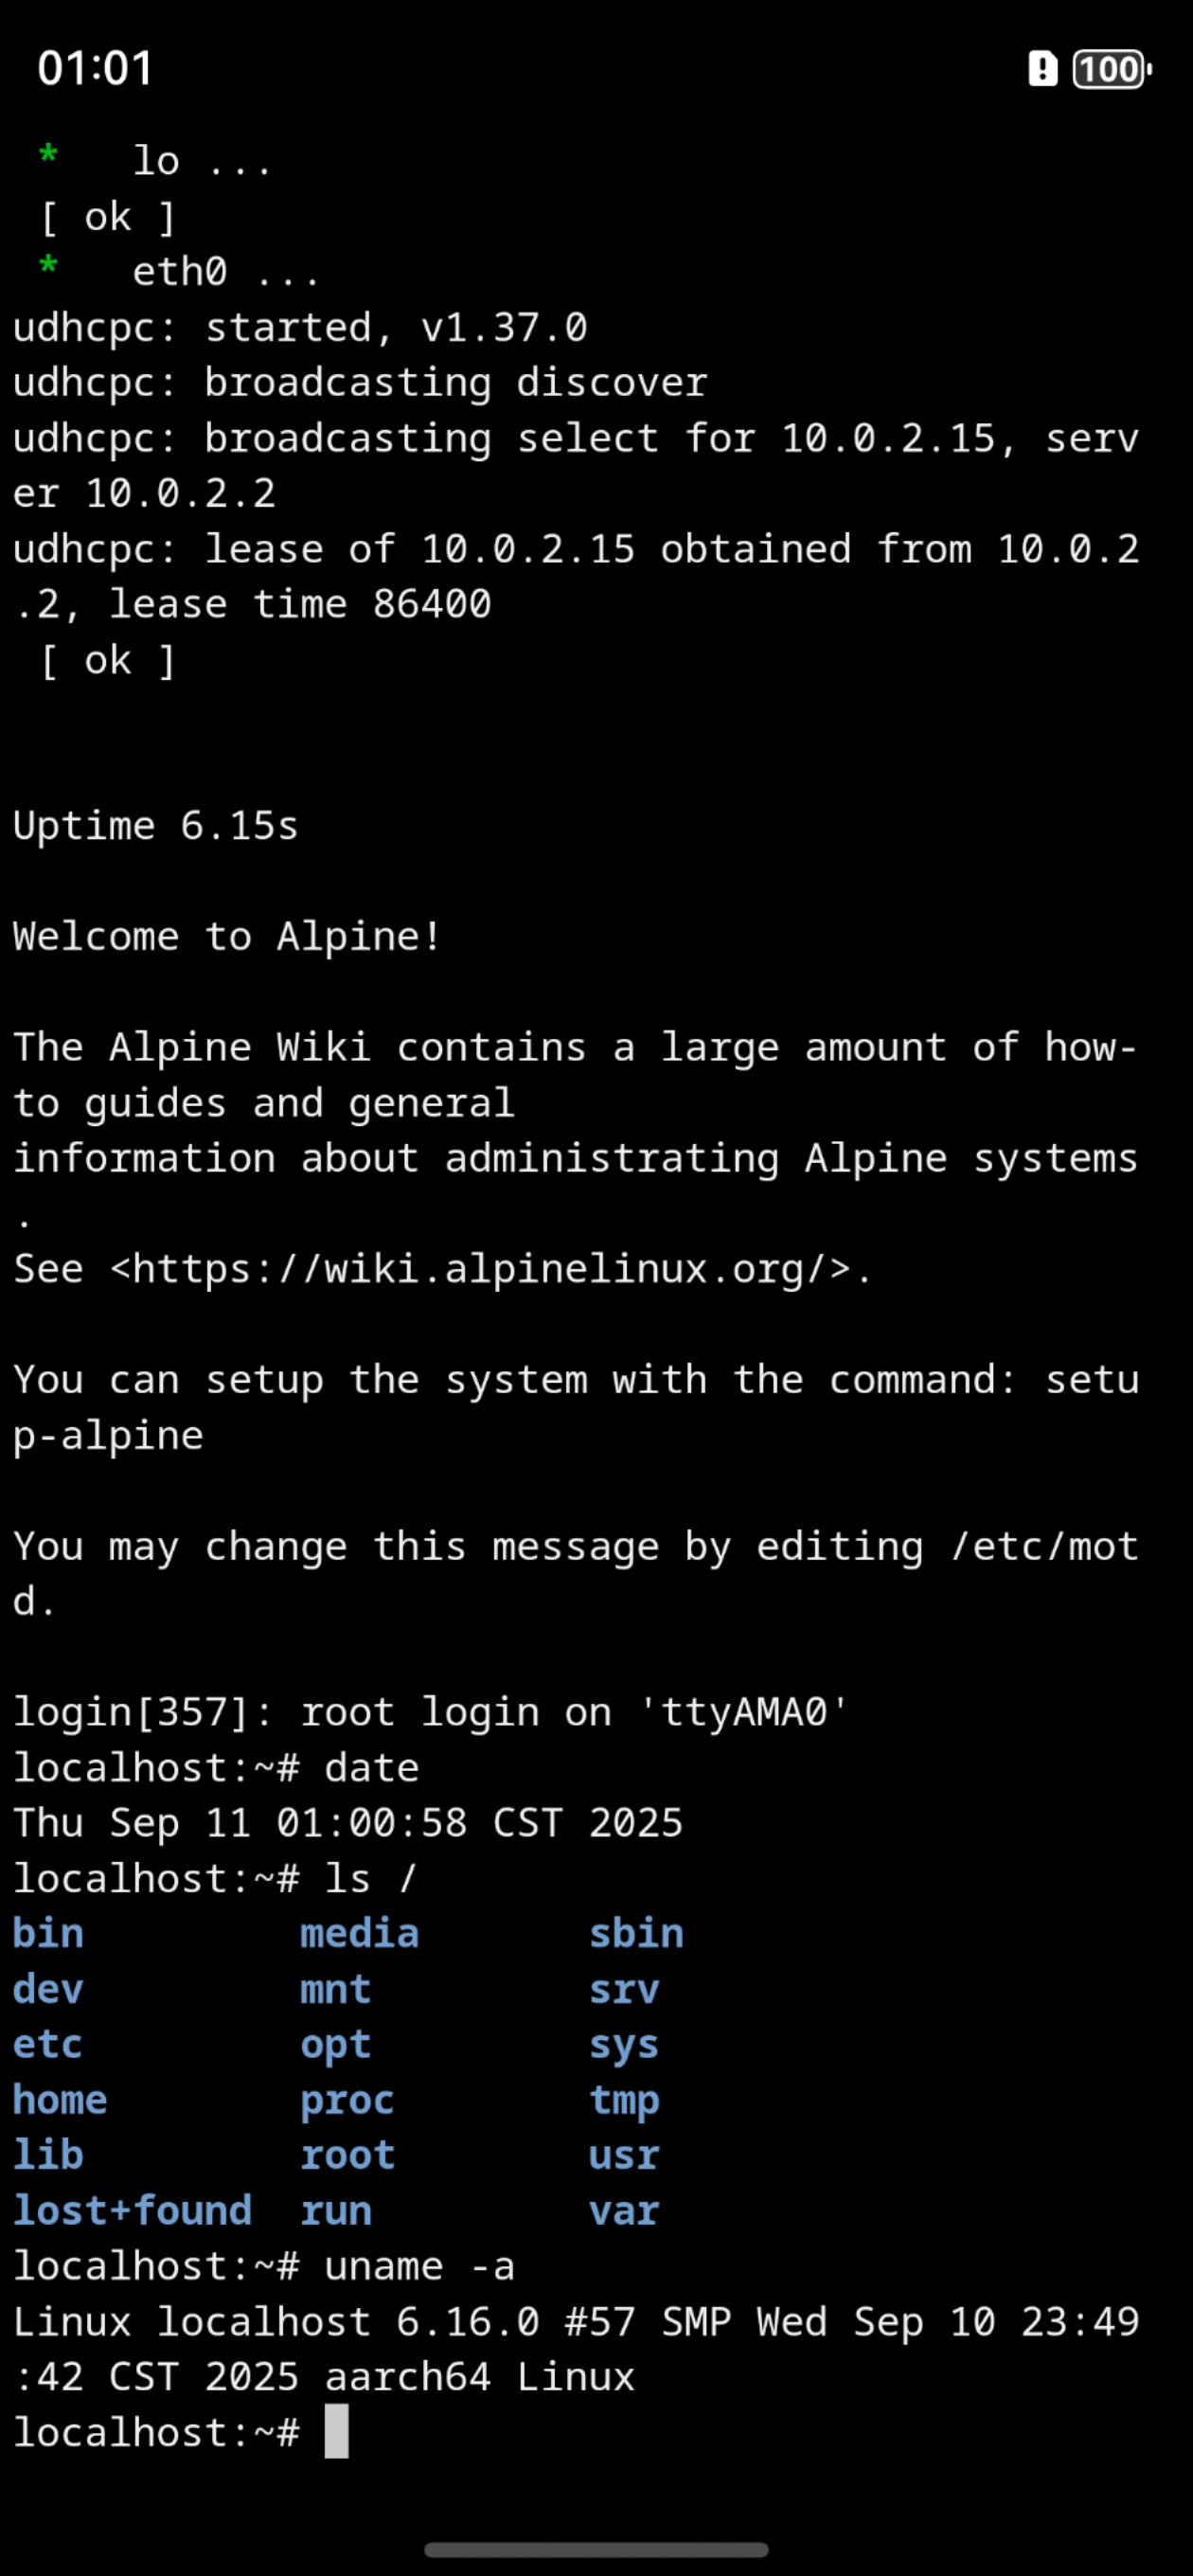 01:01
100
* lo ...
[ ok ]
* eth0 ...
udhcpc: started, v1.37.0
udhcpc: broadcasting discover
udhcpc: broadcasting select for 10.0.2.15, serv
er 10.0.2.2
udhcpc: lease of 10.0.2.15 obtained from 10.0.2
.2, lease time 86400
[ ok ]
Uptime 6.15s
Welcome to Alpine!
The Alpine Wiki contains a large amount of how-
to guides and general
information about administrating Alpine systems
.
See <https://wiki.alpinelinux.org/>.
You can setup the system with the command: setu
p-alpine
You may change this message by editing /etc/mot
d.
login[357]: root login on 'ttyAMA0'
localhost:~# date
Thu Sep 11 01:00:58 CST 2025
localhost:~# ls /
bin media sbin
dev mnt srv
etc opt sys
home proc tmp
lib root usr
lost+found run var
localhost:~# uname -a
Linux localhost 6.16.0 #57 SMP Wed Sep 10 23:49
:42 CST 2025 aarch64 Linux
localhost:~#